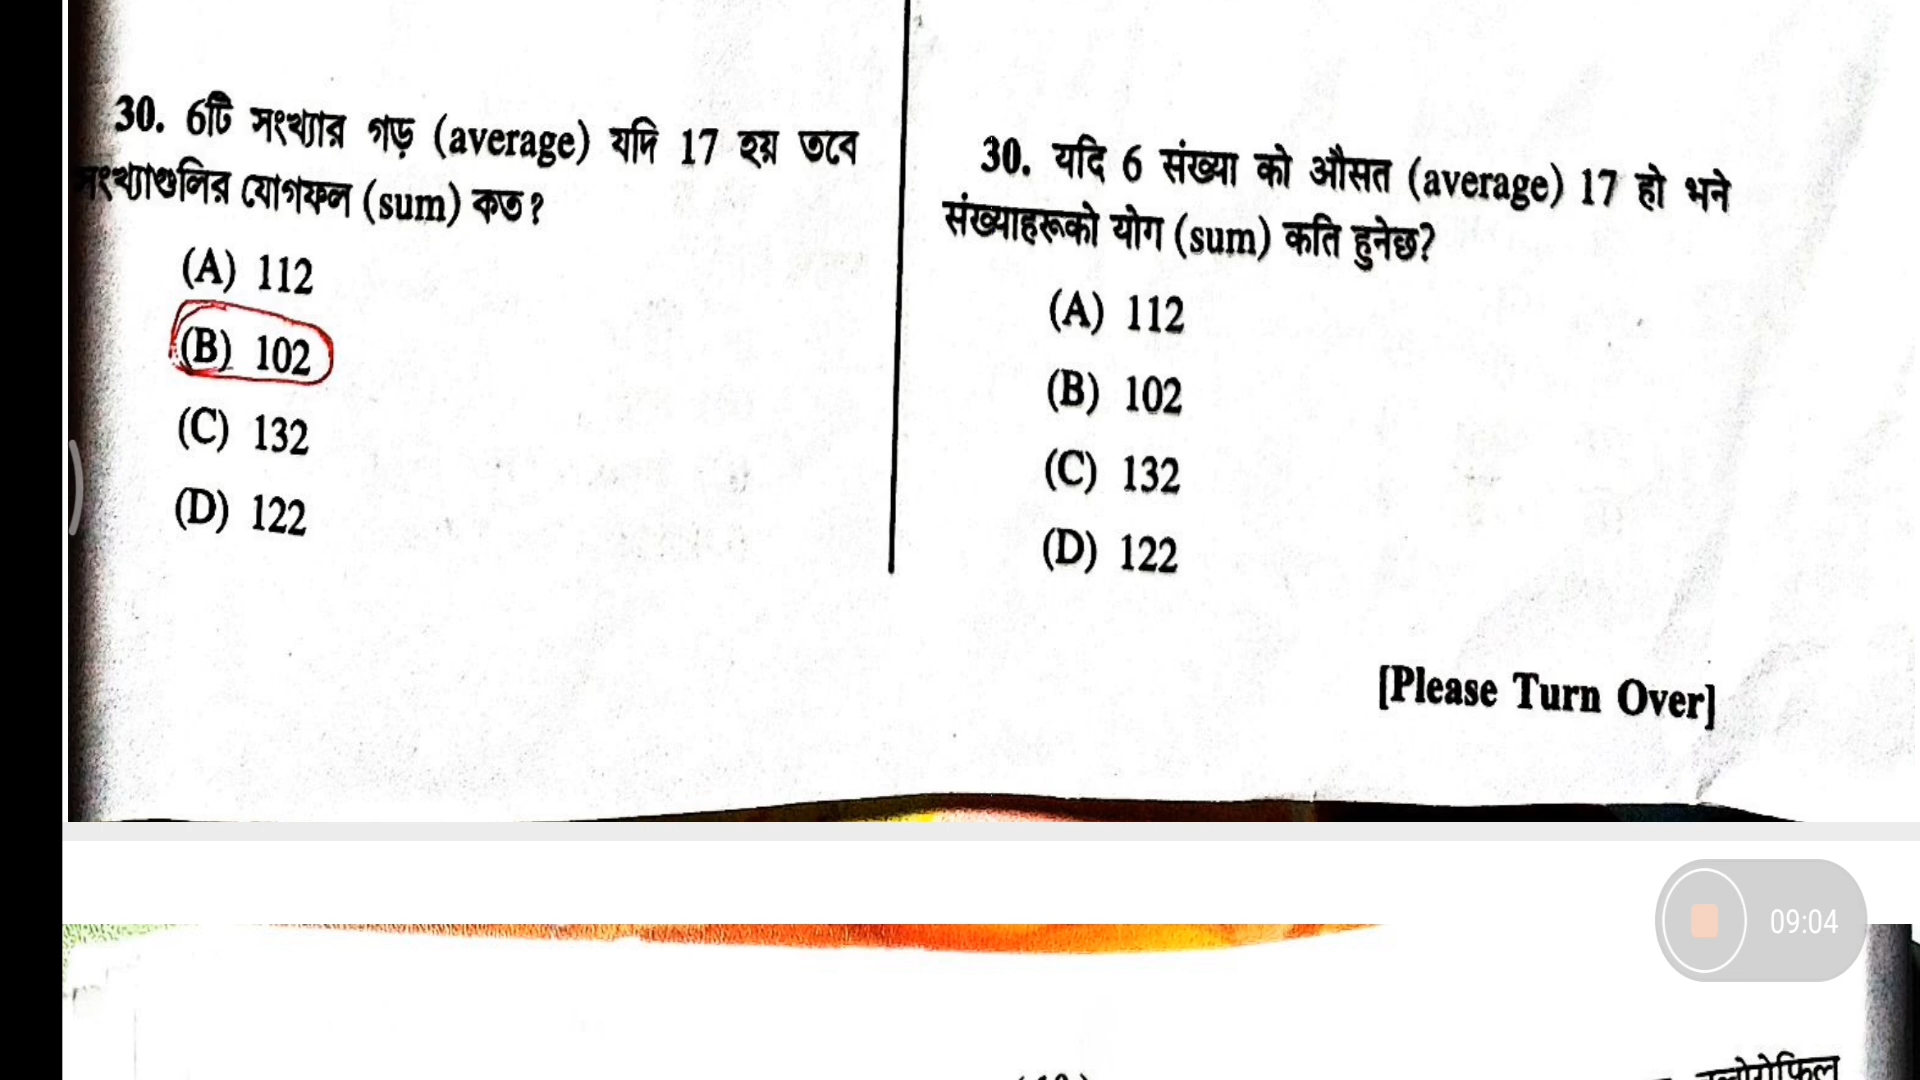 30. 6টি সংখ্যার গড় (average) যদি 17 হয় তবে
সংখ্যাগুলির যোগফল (sum) কত?
(A) 112
(B) 102
(C) 132
(D) 122
30. यदि 6 संख्या को औसत (average) 17 हो भने
संख्याहरूको योग (sum) कति हुनेछ?
(A) 112
(B) 102
(C) 132
(D) 122
[Please Turn Over]
09:04